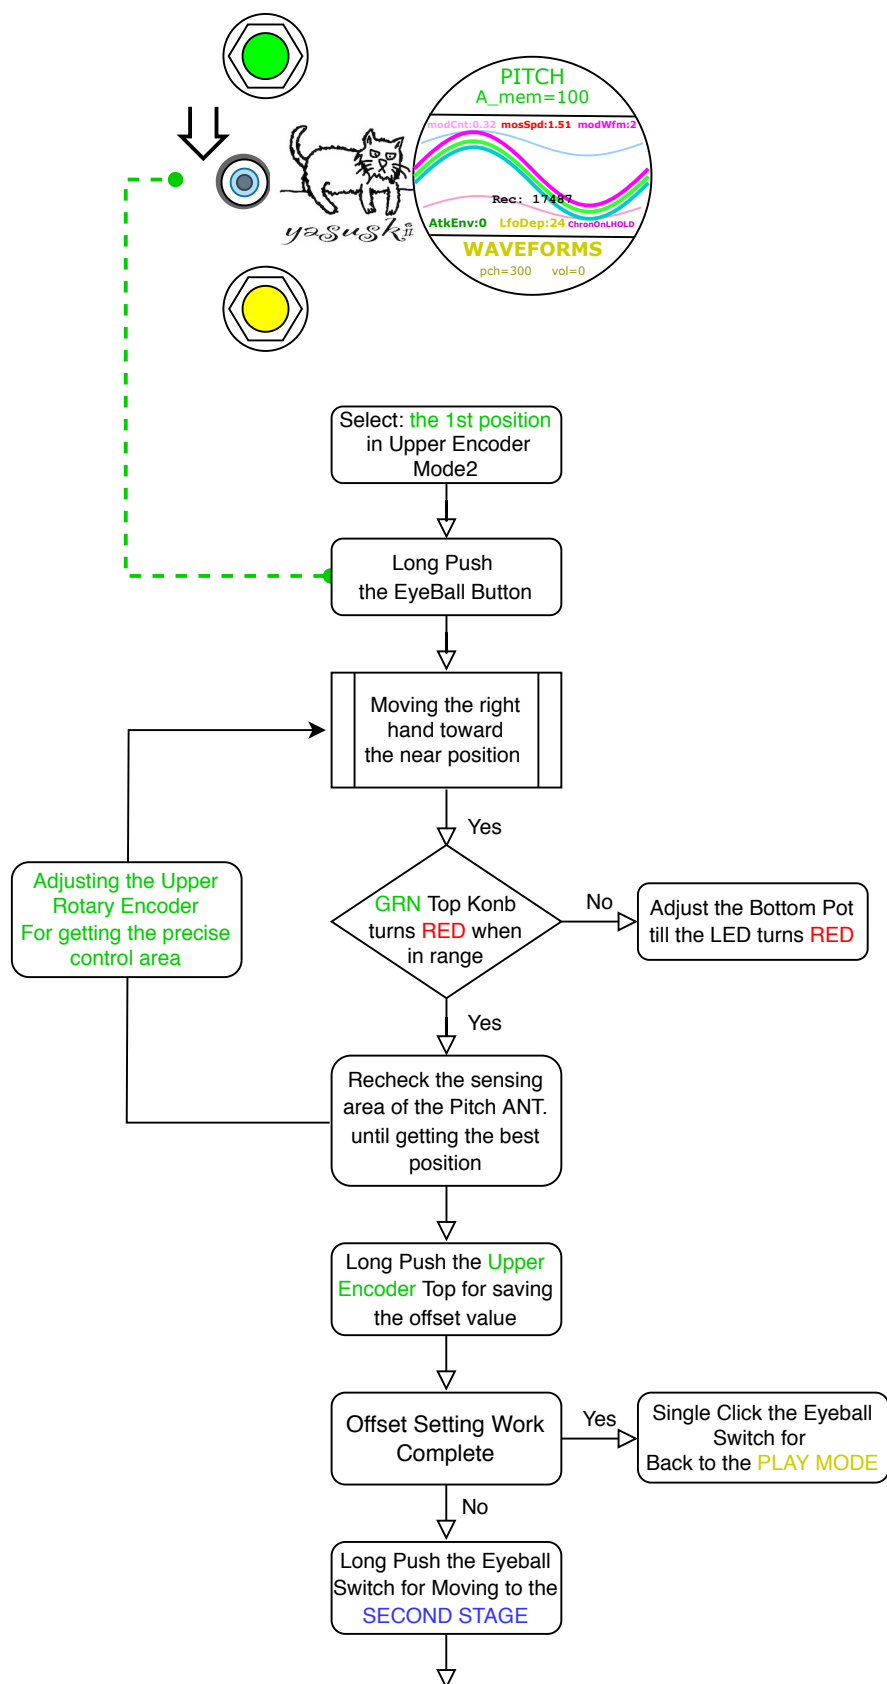 PITCH
A_mem=100
modCnt:0.32 mosSpd:1.51 modWfm:2
Rec: 17487
AtkEnv:0 LfoDep:24 ChronOnLHOLD
WAVEFORMS
pch=300 vol=0
yasuski
Select: the 1st position
in Upper Encoder
Mode2
Long Push
the EyeBall Button
Moving the right
hand toward
the near position
Yes
Adjusting the Upper
Rotary Encoder
For getting the precise
control area
GRN Top Konb
turns RED when
in range
No
Adjust the Bottom Pot
till the LED turns RED
Yes
Recheck the sensing
area of the Pitch ANT.
until getting the best
position
Long Push the Upper
Encoder Top for saving
the offset value
Offset Setting Work
Complete
Yes
Single Click the Eyeball
Switch for
Back to the PLAY MODE
No
Long Push the Eyeball
Switch for Moving to the
SECOND STAGE